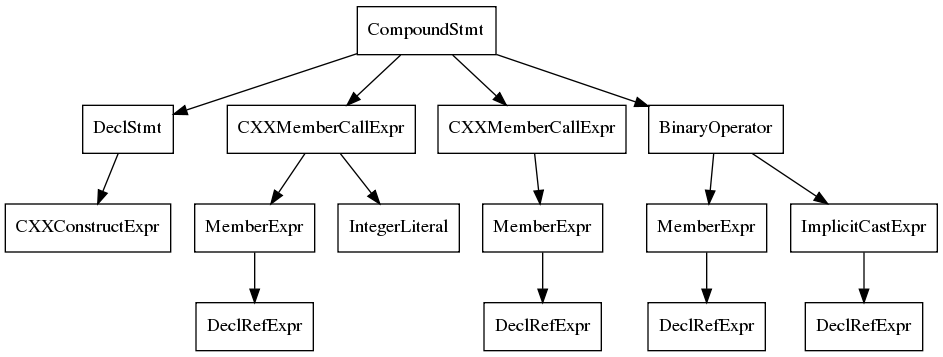 CompoundStmt
DeclStmt
CXXMemberCallExpr
CXXMemberCallExpr
BinaryOperator
CXXConstructExpr
MemberExpr
IntegerLiteral
MemberExpr
MemberExpr
ImplicitCastExpr
DeclRefExpr
DeclRefExpr
DeclRefExpr
DeclRefExpr